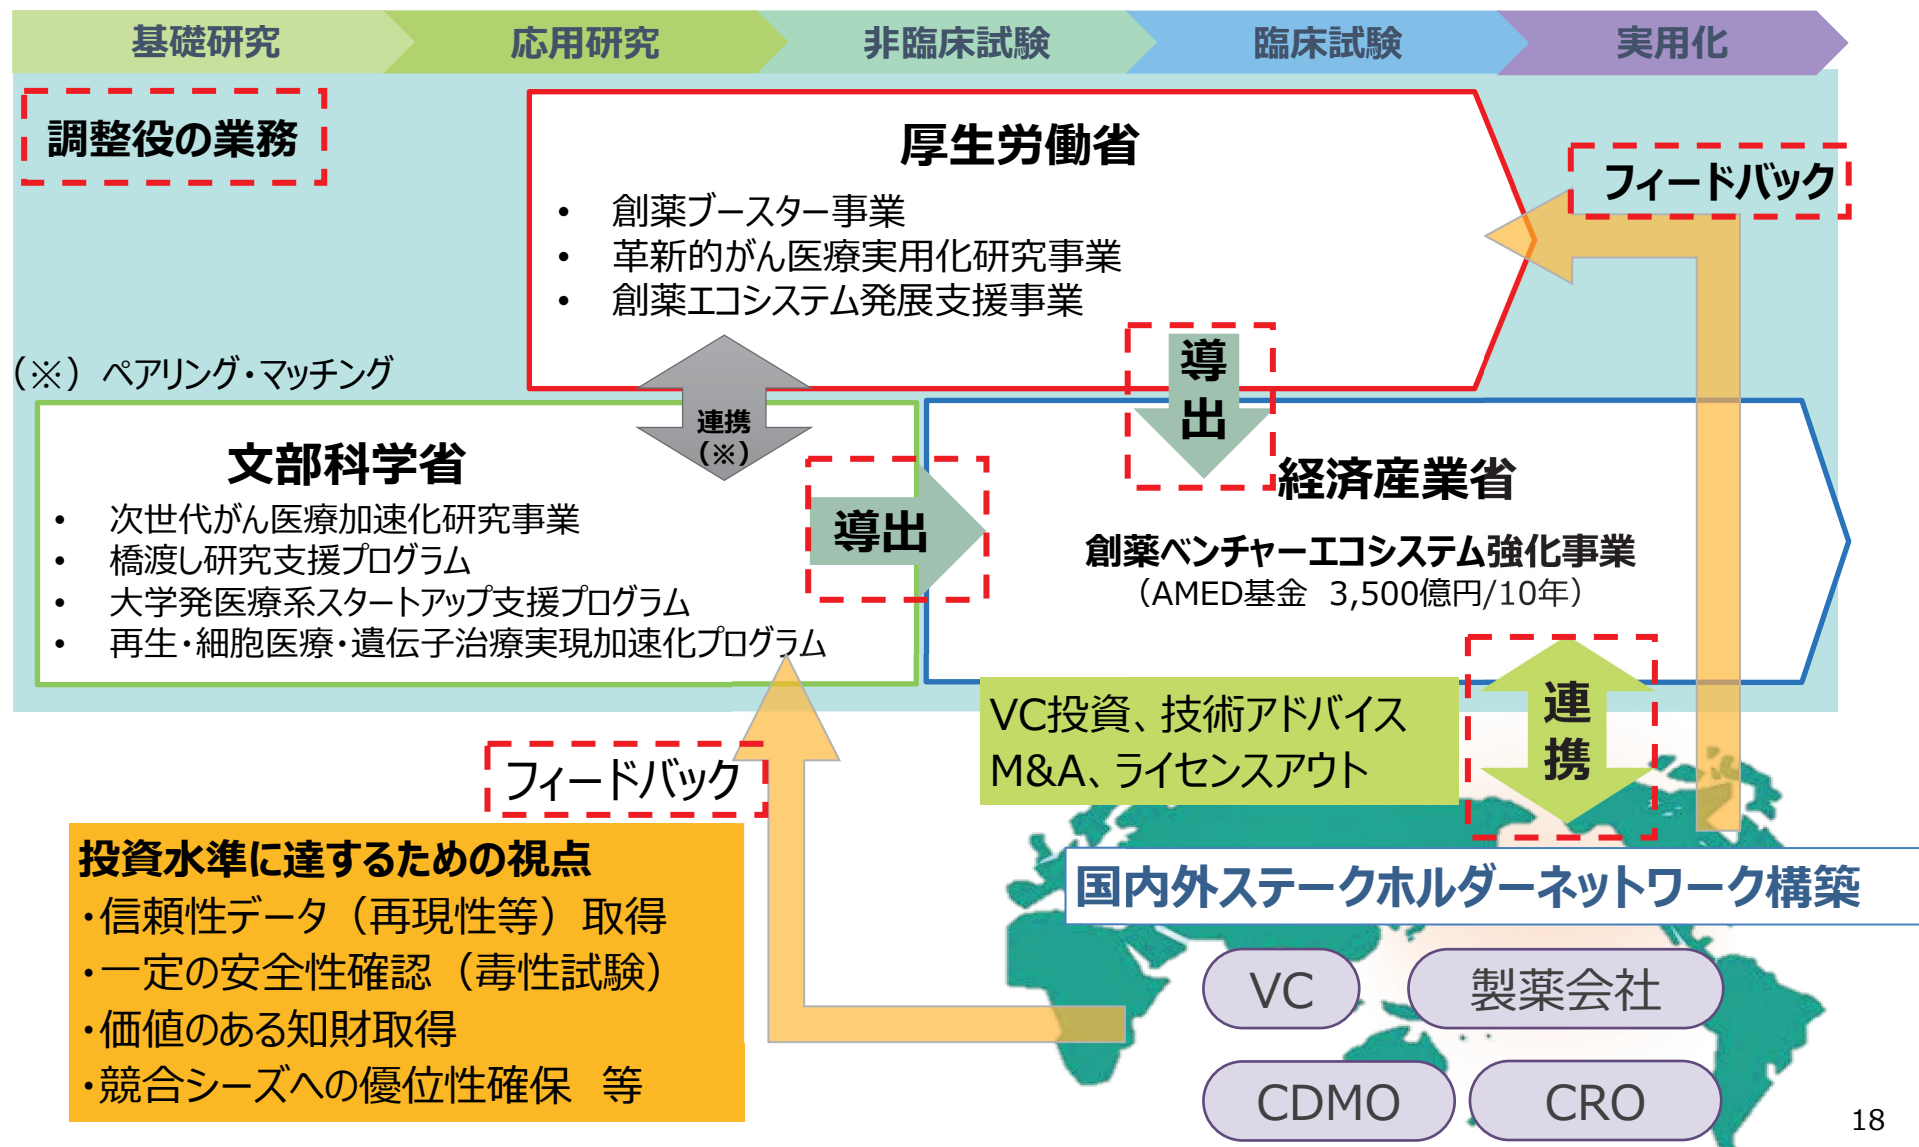 基礎研究
応用研究
非臨床試験
臨床試験
実用化
調整役の業務
厚生労働省
• 創薬ブースター事業
• 革新的がん医療実用化研究事業
• 創薬エコシステム発展支援事業
フィードバック
（※）ペアリング・マッチング
連携
（※）
導
出
文部科学省
• 次世代がん医療加速化研究事業
• 橋渡し研究支援プログラム
• 大学発医療系スタートアップ支援プログラム
• 再生・細胞医療・遺伝子治療実現加速化プログラム
導出
経済産業省
創薬ベンチャーエコシステム強化事業
（AMED基金 3,500億円/10年）
VC投資、技術アドバイス
M&A、ライセンスアウト
連
携
フィードバック
投資水準に達するための視点
・信頼性データ（再現性等）取得
・一定の安全性確認（毒性試験）
・価値のある知財取得
・競合シーズへの優位性確保 等
国内外ステークホルダーネットワーク構築
VC
製薬会社
CDMO
CRO
18